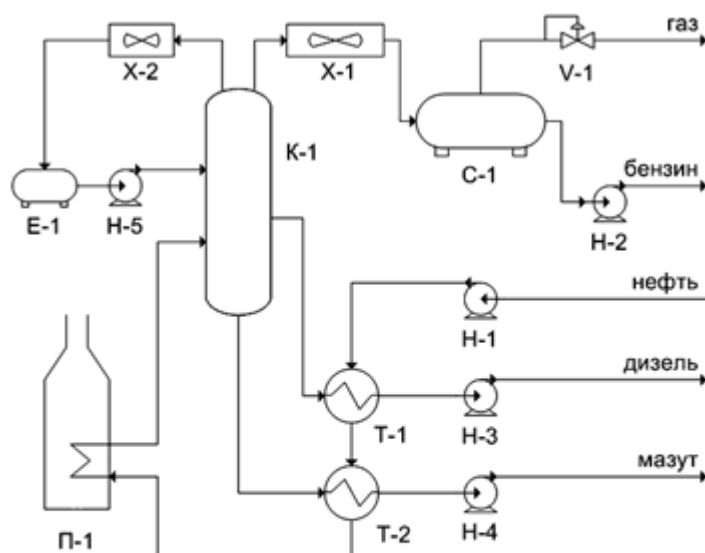 газ
Х-2
Х-1
V-1
К-1
С-1
бензин
Е-1
Н-5
Н-2
нефть
Н-1
дизель
Т-1
Н-3
мазут
П-1
Т-2
Н-4